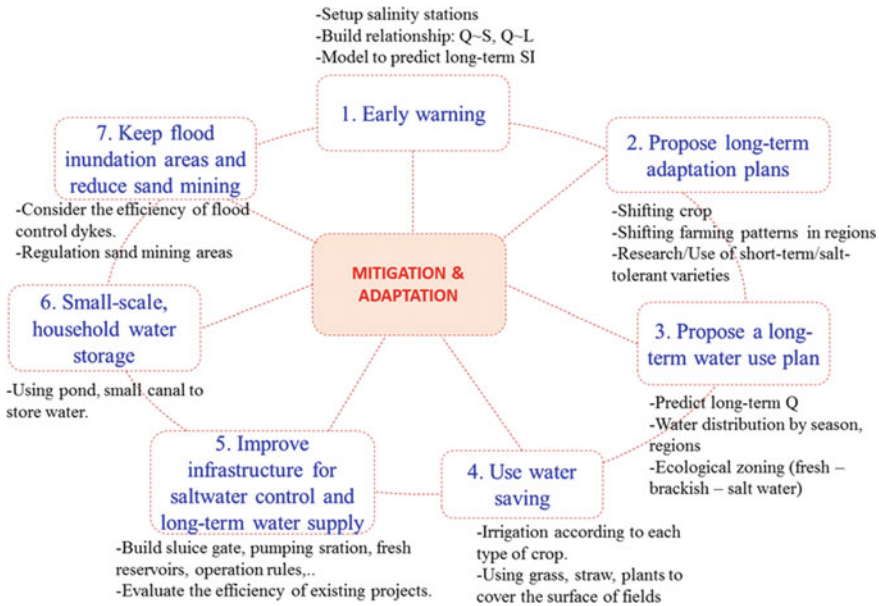 -Setup salinity stations
-Build relationship: Q~S, Q~L
-Model to predict long-term SI
1. Early warning
2. Propose long-term
adaptation plans
-Shifting crop
-Shifting farming patterns in regions
-Research/Use of short-term/salt-
tolerant varieties
3. Propose a long-
term water use plan
-Predict long-term Q
-Water distribution by season,
regions
-Ecological zoning (fresh –
brackish – salt water)
4. Use water
saving
-Irrigation according to each
type of crop.
-Using grass, straw, plants to
cover the surface of fields
5. Improve
infrastructure for
saltwater control and
long-term water supply
-Build sluice gate, pumping sration, fresh
reservoirs, operation rules,..
-Evaluate the efficiency of existing projects.
6. Small-scale,
household water
storage
-Using pond, small canal to
store water.
7. Keep flood
inundation areas and
reduce sand mining
-Consider the efficiency of flood
control dykes.
-Regulation sand mining areas
MITIGATION &
ADAPTATION